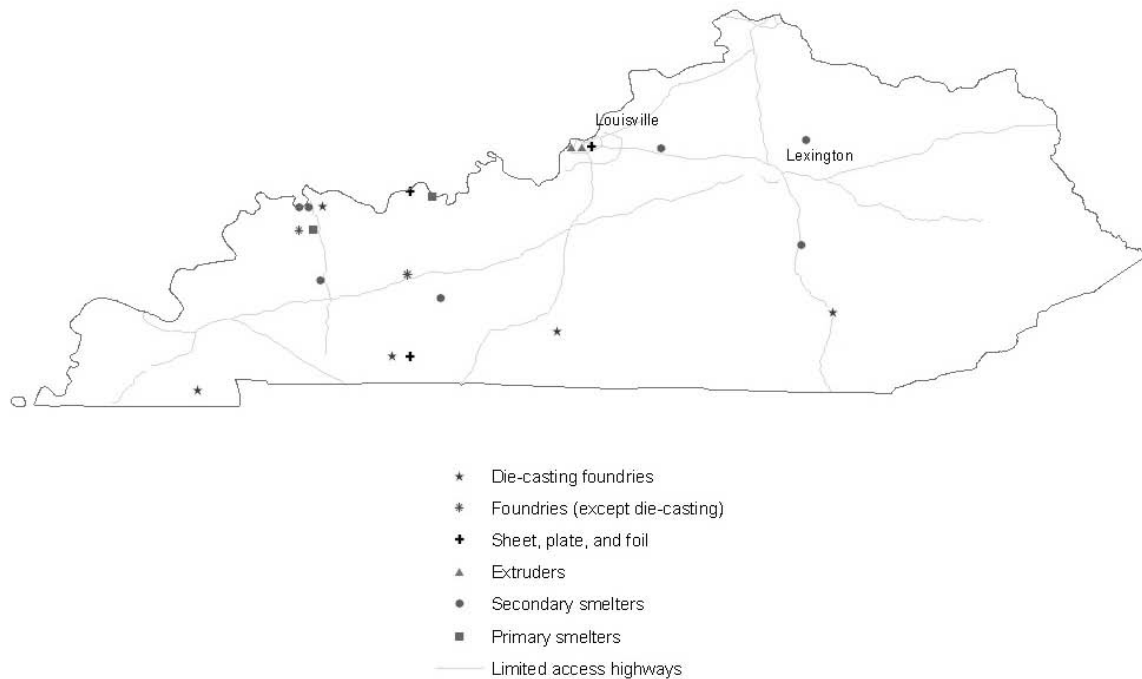 Louisville
Lexington
Die-casting foundries
Foundries (except die-casting)
Sheet, plate, and foil
Extruders
Secondary smelters
Primary smelters
Limited access highways